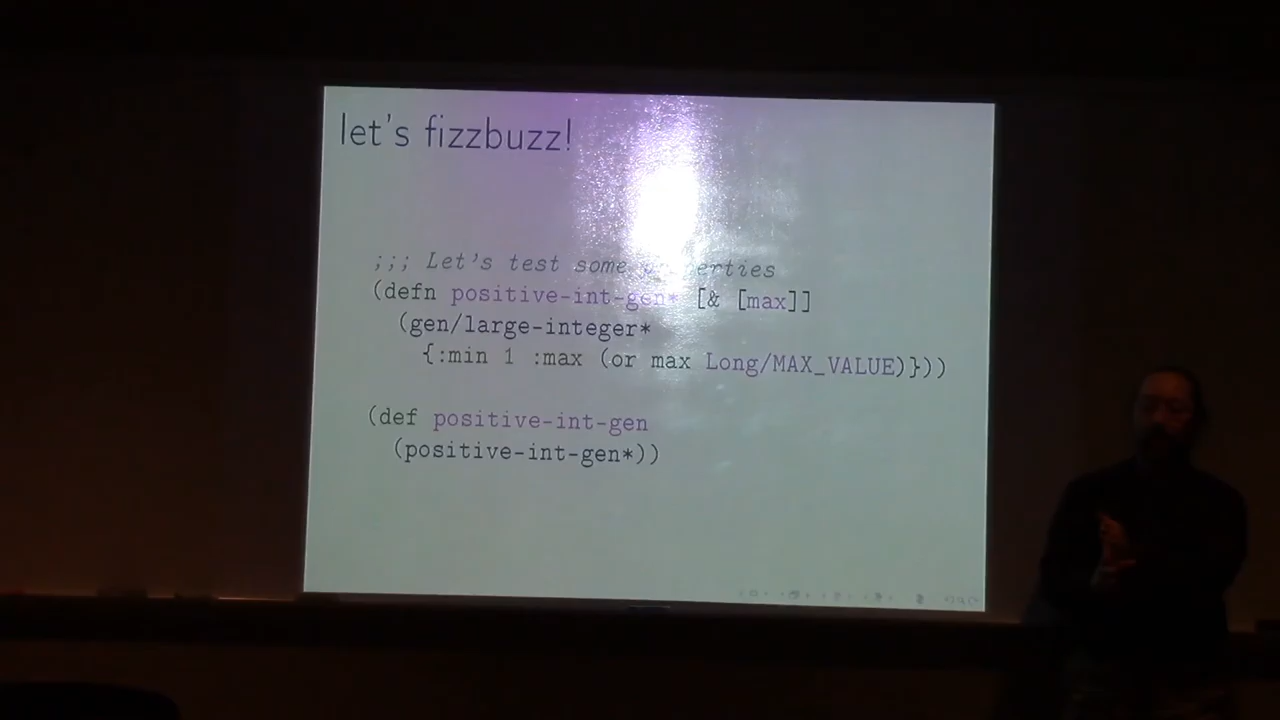 let's fizzbuzz!
;;; Let's test some properties
(defn positive-int-gen* [& [max]]
(gen/large-integer*
{:min 1 :max (or max Long/MAX_VALUE)}))
(def positive-int-gen
(positive-int-gen*))